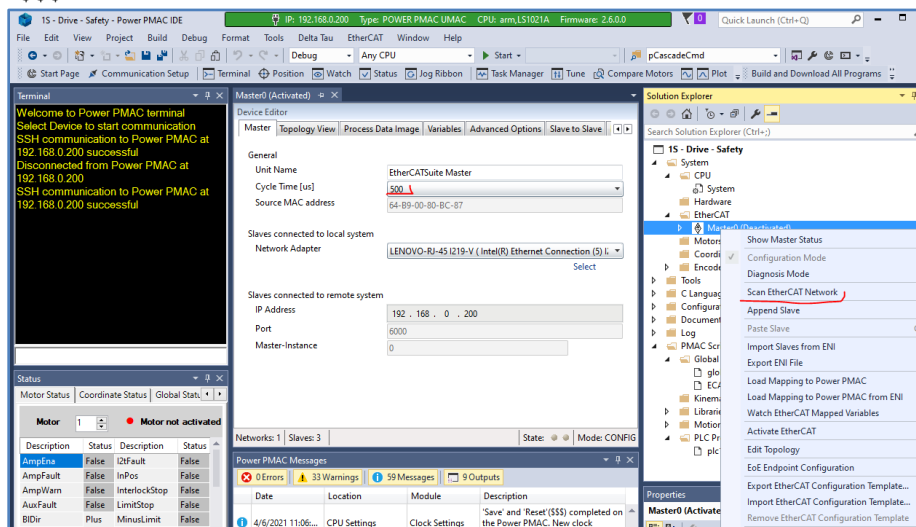 1S - Drive - Safety - Power PMAC IDE
IP: 192.168.0.200 Type: POWER PMAC UMAC CPU: arm,LS1021A Firmware: 2.6.0.0
0
Quick Launch (Ctrl+Q)
File Edit View Project Build Debug Format Tools Delta Tau EtherCAT Window Help
Debug Any CPU Start pCascadeCmd
Start Page Communication Setup Terminal Position Watch Status Jog Ribbon Task Manager Tune Compare Motors Plot Build and Download All Programs
Terminal
Welcome to Power PMAC terminal
Select Device to start communication
SSH communication to Power PMAC at
192.168.0.200 successful
Disconnected from Power PMAC at
192.168.0.200
SSH communication to Power PMAC at
192.168.0.200 successful
Status
Motor Status Coordinate Status Global Statu
Motor 1 Motor not activated
Description Status Description Status
AmpEna False I2tFault False
AmpFault False InPos False
AmpWarn False InterlockStop False
AuxFault False LimitStop False
BlDir Plus MinusLimit False
Master0 (Activated)
Device Editor
Master Topology View Process Data Image Variables Advanced Options Slave to Slave
General
Unit Name EtherCATSuite Master
Cycle Time [us] 500
Source MAC address 64-B9-00-80-BC-87
Slaves connected to local system
Network Adapter LENOVO-RJ-45 I219-V ( Intel(R) Ethernet Connection (5) I.
Select
Slaves connected to remote system
IP Address 192 . 168 . 0 . 200
Port 6000
Master-Instance 0
Networks: 1 Slaves: 3 State: Mode: CONFIG
Power PMAC Messages
0 Errors 33 Warnings 59 Messages 9 Outputs
Date Location Module Description
4/6/2021 11:06:... CPU Settings Clock Settings 'Save' and 'Reset'($$$) completed on
the Power PMAC. New clock
Solution Explorer
Search Solution Explorer (Ctrl+;)
1S - Drive - Safety
System
CPU
System
Hardware
EtherCAT
Master0 (Deactivated)
Motors
Coordi
Encode
Tools
C Languag
Configura
Document
Log
PMAC Scr
Global
glo
ECA
Kinem
Librarie
Motion
PLC Pr
plc
Show Master Status
Configuration Mode
Diagnosis Mode
Scan EtherCAT Network
Append Slave
Paste Slave
Import Slaves from ENI
Export ENI File
Load Mapping to Power PMAC
Load Mapping to Power PMAC from ENI
Watch EtherCAT Mapped Variables
Activate EtherCAT
Edit Topology
EoE Endpoint Configuration
Export EtherCAT Configuration Template...
Import EtherCAT Configuration Template...
Remove EtherCAT Configuration Template
Properties
Master0 (Activate